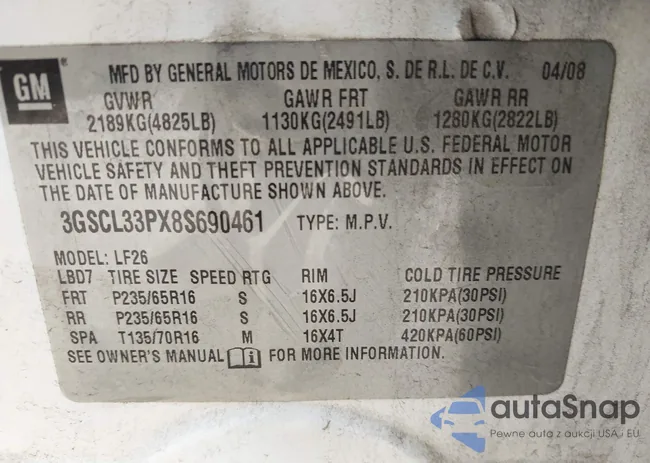 GM
MFD BY GENERAL MOTORS DE MEXICO, S. DE R.L. DE C.V. 04/08
GVWR GAWR FRT GAWR RR
2189KG(4825LB) 1130KG(2491LB) 1280KG(2822LB)
THIS VEHICLE CONFORMS TO ALL APPLICABLE U.S. FEDERAL MOTOR
VEHICLE SAFETY AND THEFT PREVENTION STANDARDS IN EFFECT ON
THE DATE OF MANUFACTURE SHOWN ABOVE.
3GSCL33PX8S690461 TYPE: M.P.V.
MODEL: LF26
LBD7 TIRE SIZE SPEED RTG RIM COLD TIRE PRESSURE
FRT P235/65R16 S 16X6.5J 210KPA(30PSI)
RR P235/65R16 S 16X6.5J 210KPA(30PSI)
SPA T135/70R16 M 16X4T 420KPA(60PSI)
SEE OWNER'S MANUAL i FOR MORE INFORMATION.
autaSnap
Pewne auta z aukcji USA i EU